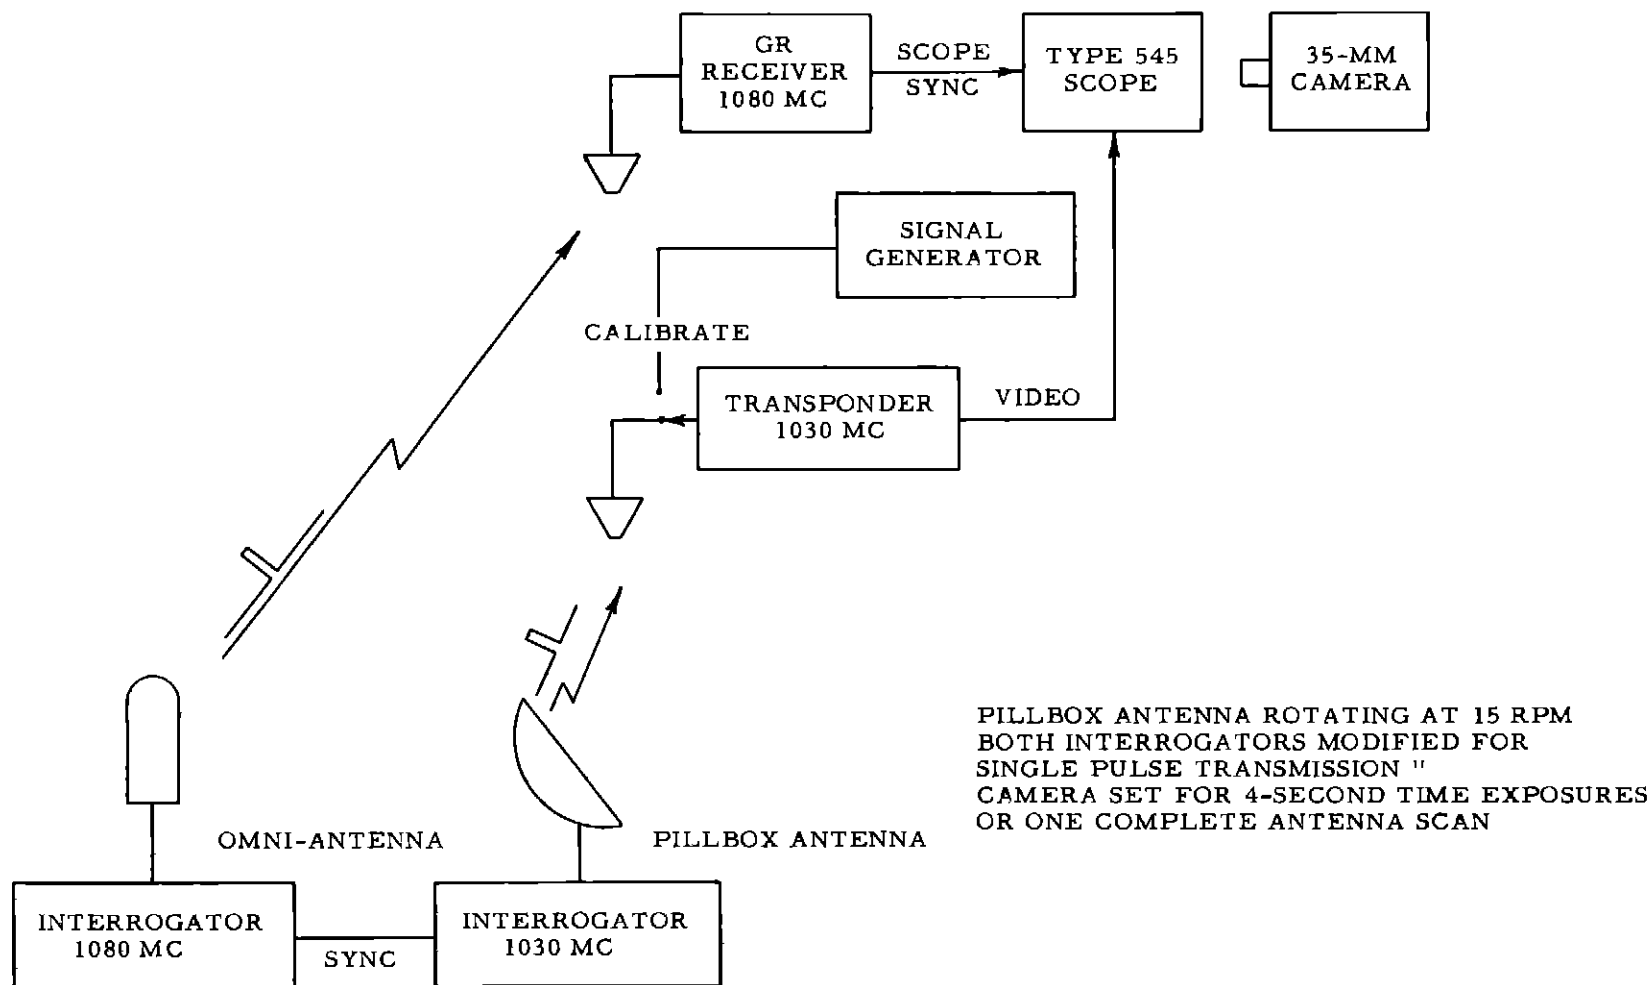 GR
RECEIVER
1080 MC
SCOPE
SYNC
TYPE 545
SCOPE
35-MM
CAMERA
SIGNAL
GENERATOR
CALIBRATE
TRANSPONDER
1030 MC
VIDEO
PILLBOX ANTENNA ROTATING AT 15 RPM
BOTH INTERROGATORS MODIFIED FOR
SINGLE PULSE TRANSMISSION "
CAMERA SET FOR 4-SECOND TIME EXPOSURES
OR ONE COMPLETE ANTENNA SCAN
OMNI-ANTENNA
PILLBOX ANTENNA
INTERROGATOR
1080 MC
SYNC
INTERROGATOR
1030 MC